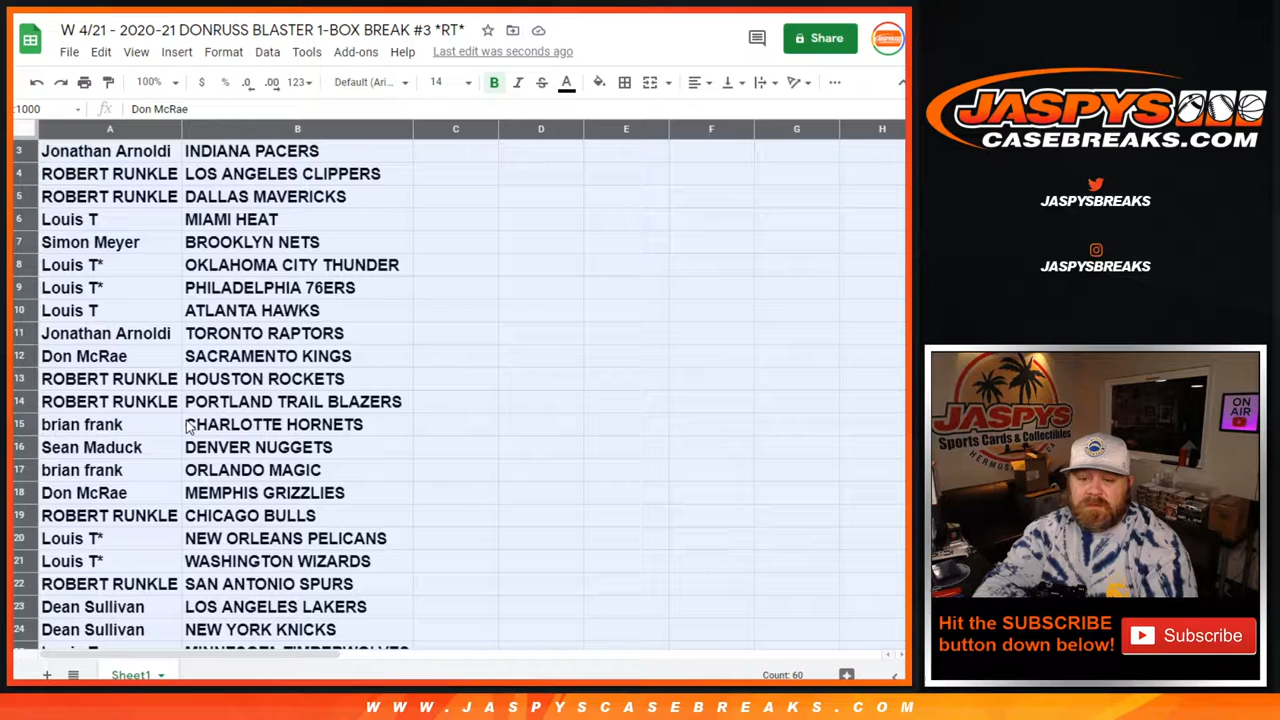 W 4/21 - 2020-21 DONRUSS BLASTER 1-BOX BREAK #3 *RT*
File Edit View Insert Format Data Tools Add-ons Help Last edit was seconds ago
Share
100% $ % .0 .00 123 Default (Ari... 14 B I S A
:1000 fx Don McRae
A B C D E F G H
3 Jonathan Arnoldi INDIANA PACERS
4 ROBERT RUNKLE LOS ANGELES CLIPPERS
5 ROBERT RUNKLE DALLAS MAVERICKS
6 Louis T MIAMI HEAT
7 Simon Meyer BROOKLYN NETS
8 Louis T* OKLAHOMA CITY THUNDER
9 Louis T* PHILADELPHIA 76ERS
10 Louis T ATLANTA HAWKS
11 Jonathan Arnoldi TORONTO RAPTORS
12 Don McRae SACRAMENTO KINGS
13 ROBERT RUNKLE HOUSTON ROCKETS
14 ROBERT RUNKLE PORTLAND TRAIL BLAZERS
15 brian frank CHARLOTTE HORNETS
16 Sean Maduck DENVER NUGGETS
17 brian frank ORLANDO MAGIC
18 Don McRae MEMPHIS GRIZZLIES
19 ROBERT RUNKLE CHICAGO BULLS
20 Louis T* NEW ORLEANS PELICANS
21 Louis T* WASHINGTON WIZARDS
22 ROBERT RUNKLE SAN ANTONIO SPURS
23 Dean Sullivan LOS ANGELES LAKERS
24 Dean Sullivan NEW YORK KNICKS
MINNESOTA TIMBERWOLVES
Sheet1 Count: 60
JASPYS
CASEBREAKS.COM
JASPYSBREAKS
JASPYSBREAKS
JASPYS
Sports Cards & Collectibles
HERMOSA
ON
AIR
Hit the SUBSCRIBE
button down below!
Subscribe
WWW.JASPYSCASEBREAKS.COM